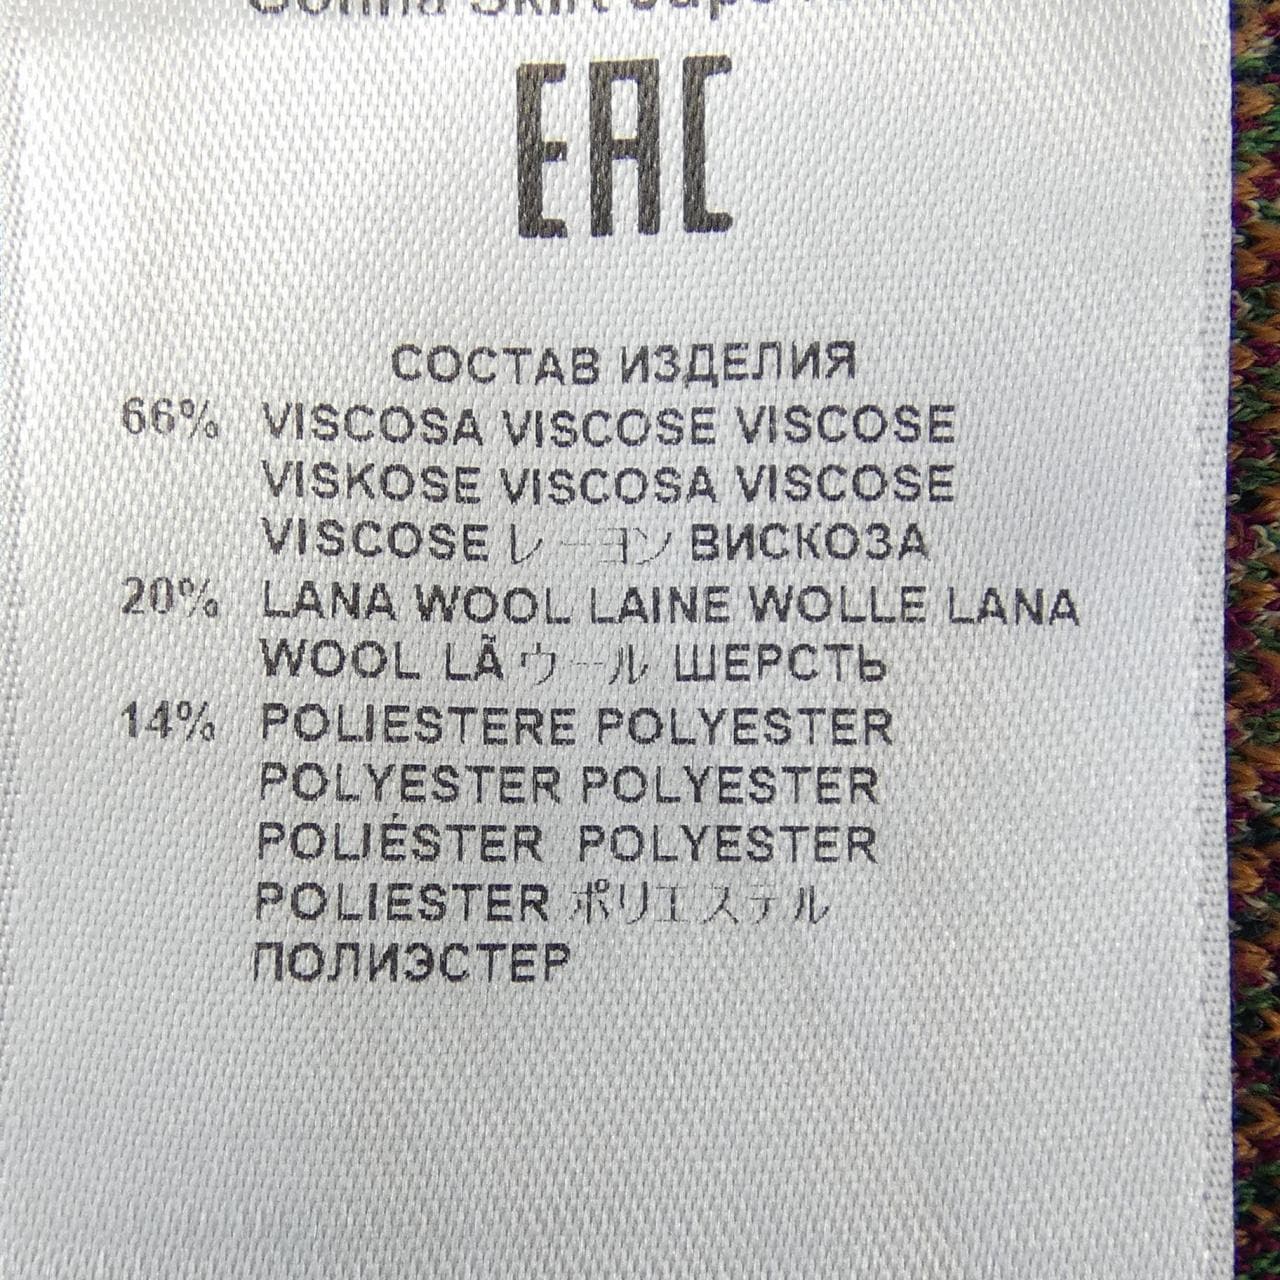 Gonna Skirt
EAC
СОСТАВ ИЗДЕЛИЯ
66% VISCOSA VISCOSE VISCOSE
VISKOSE VISCOSA VISCOSE
VISCOSE レーヨン ВИСКОЗА
20% LANA WOOL LAINE WOLLE LANA
WOOL LÃ ウール ШЕРСТЬ
14% POLIESTERE POLYESTER
POLYESTER POLYESTER
POLIÉSTER POLYESTER
POLIESTER ポリエステル
ПОЛИЭСТЕР